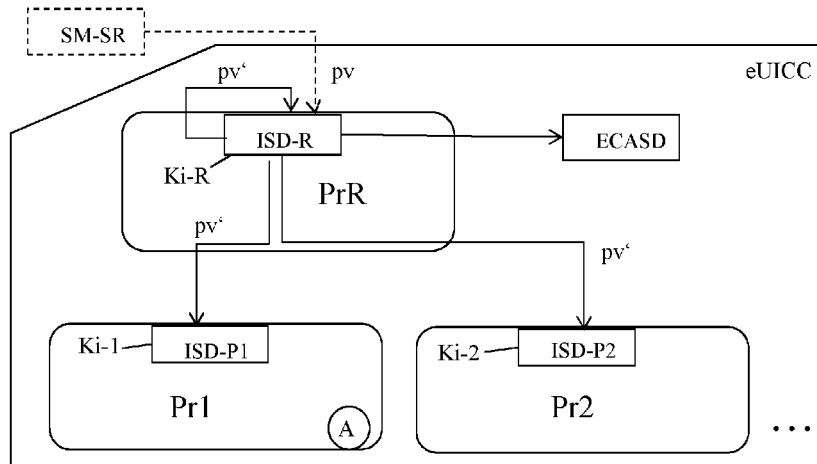 SM-SR
pv‘
pv
eUICC
ISD-R
ECASD
Ki-R
PrR
pv‘
pv‘
Ki-1
ISD-P1
Ki-2
ISD-P2
Pr1
Pr2
A
...